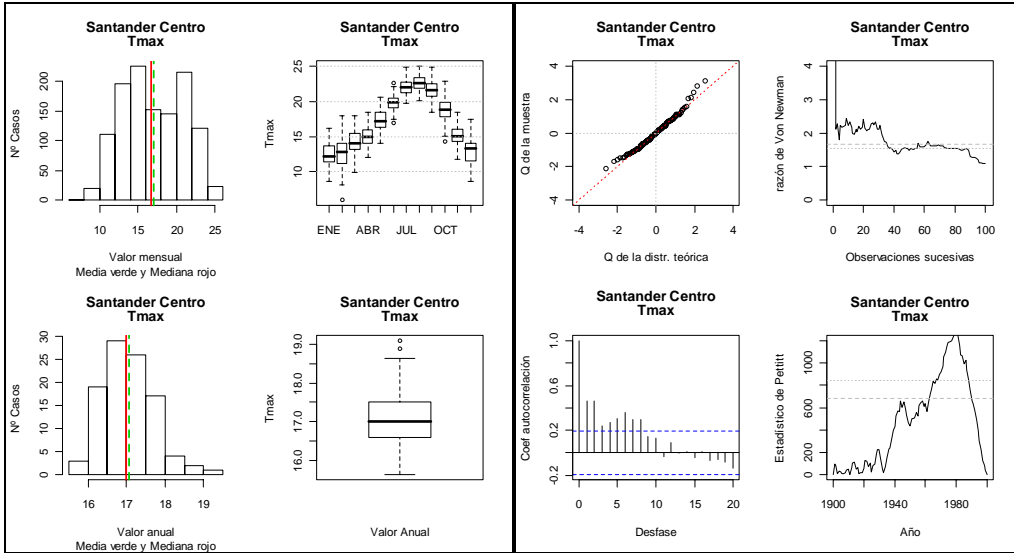 Santander Centro
Tmax
Nº Casos
0 50 100 200
10 15 20 25
Valor mensual
Media verde y Mediana rojo
Santander Centro
Tmax
Tmax
10 15 20 25
ENE ABR JUL OCT
Santander Centro
Tmax
Q de la muestra
-4 -2 0 2 4
-4 -2 0 2 4
Q de la distr. teórica
Santander Centro
Tmax
razón de Von Newman
0 1 2 3 4
0 20 40 60 80 100
Observaciones sucesivas
Santander Centro
Tmax
Nº Casos
0 5 10 15 20 25 30
16 17 18 19
Valor anual
Media verde y Mediana rojo
Santander Centro
Tmax
Tmax
16.0 17.0 18.0 19.0
Valor Anual
Santander Centro
Tmax
Coef autocorrelación
-0.2 0.2 0.6 1.0
0 5 10 15 20
Desfase
Santander Centro
Tmax
Estadístico de Pettitt
0 200 600 1000
1900 1940 1980
Año